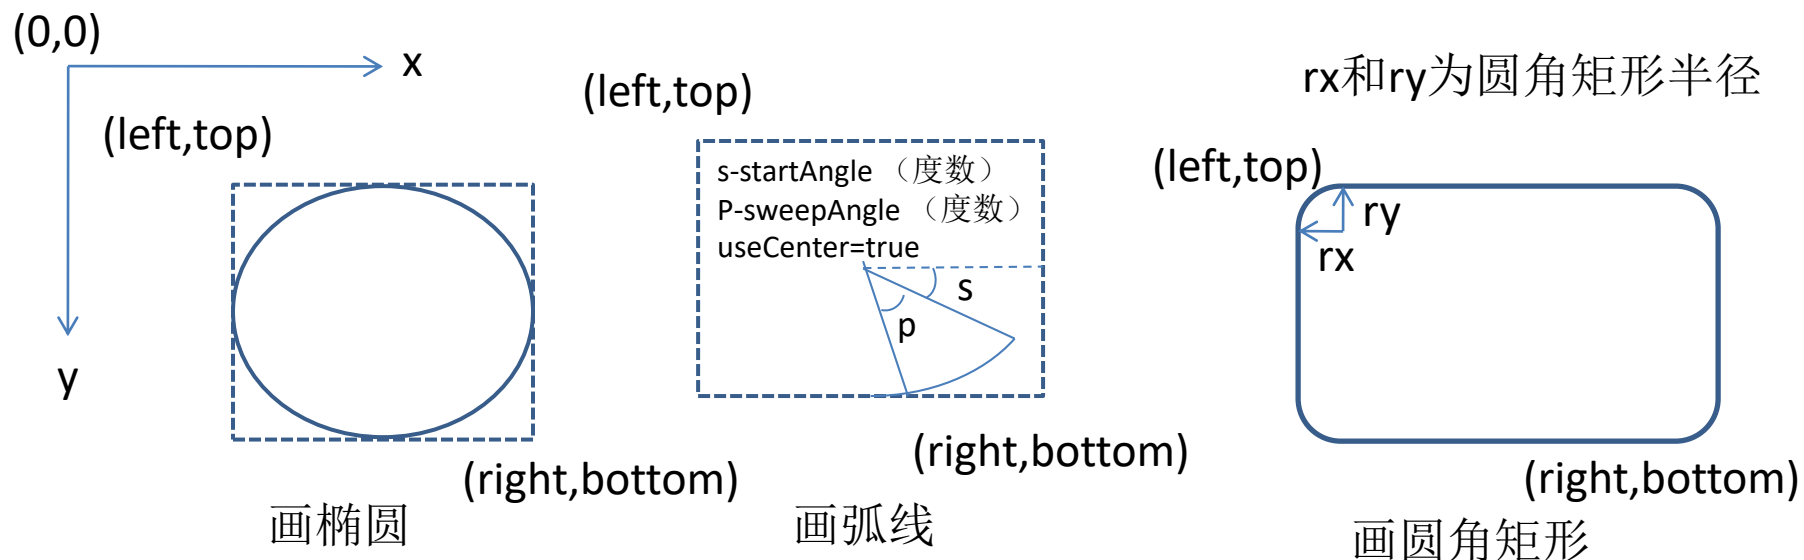 (0,0)
x
y
(left,top)
(right,bottom)
画椭圆
(left,top)
s-startAngle （度数）
P-sweepAngle （度数）
useCenter=true
s
p
(right,bottom)
画弧线
rx和ry为圆角矩形半径
(left,top)
ry
rx
(right,bottom)
画圆角矩形